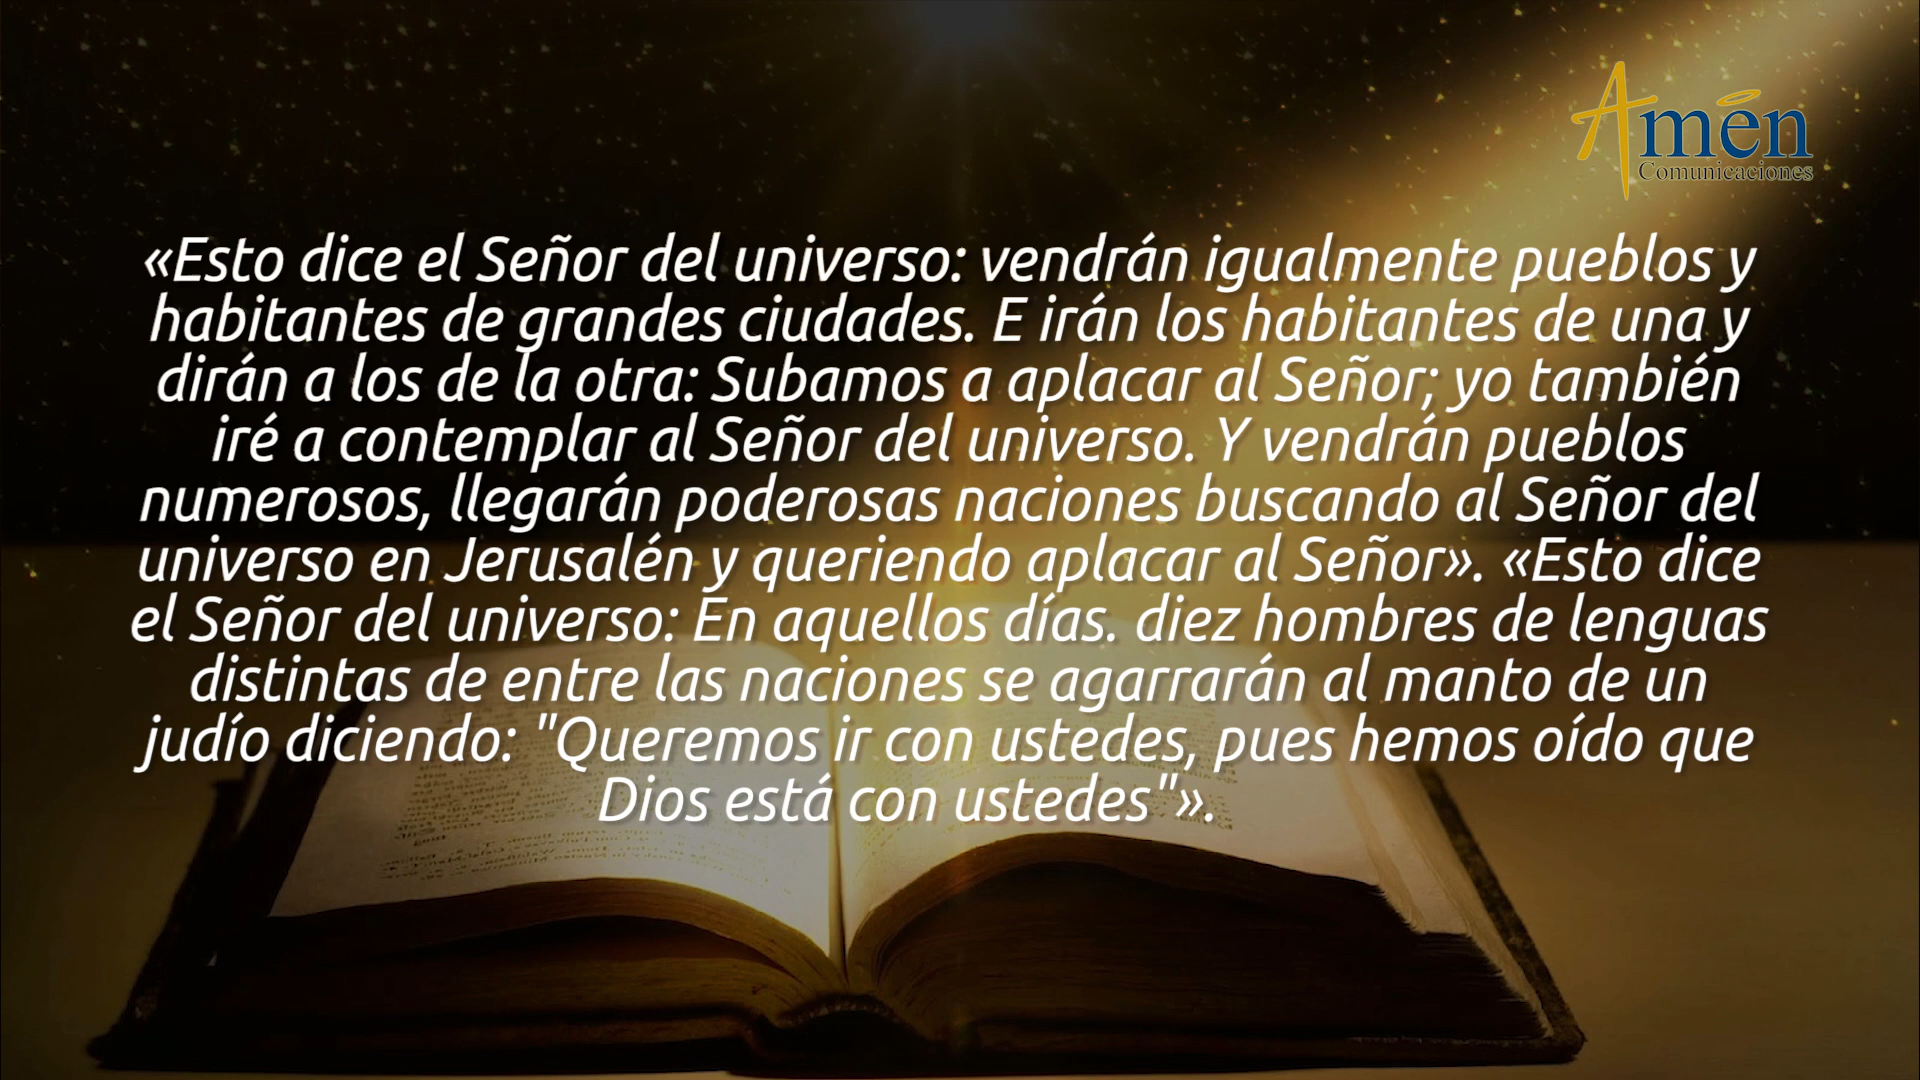 Amén
Comunicaciones
«Esto dice el Señor del universo: vendrán igualmente pueblos y
habitantes de grandes ciudades. E irán los habitantes de una y
dirán a los de la otra: Subamos a aplacar al Señor; yo también
iré a contemplar al Señor del universo. Y vendrán pueblos
numerosos, llegarán poderosas naciones buscando al Señor del
universo en Jerusalén y queriendo aplacar al Señor». «Esto dice
el Señor del universo: En aquellos días. diez hombres de lenguas
distintas de entre las naciones se agarrarán al manto de un
judío diciendo: "Queremos ir con ustedes, pues hemos oído que
Dios está con ustedes"».